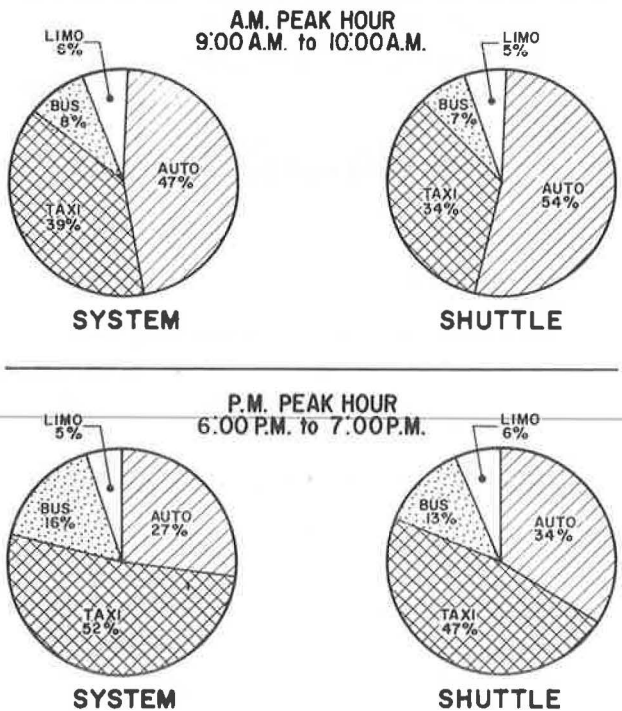 A.M. PEAK HOUR
9:00 A.M. to 10:00 A.M.
LIMO
6%
BUS
8%
AUTO
47%
TAXI
39%
SYSTEM
LIMO
5%
BUS
7%
AUTO
54%
TAXI
34%
SHUTTLE
P.M. PEAK HOUR
6:00 P.M. to 7:00 P.M.
LIMO
5%
BUS
16%
AUTO
27%
TAXI
52%
SYSTEM
LIMO
6%
BUS
13%
AUTO
34%
TAXI
47%
SHUTTLE